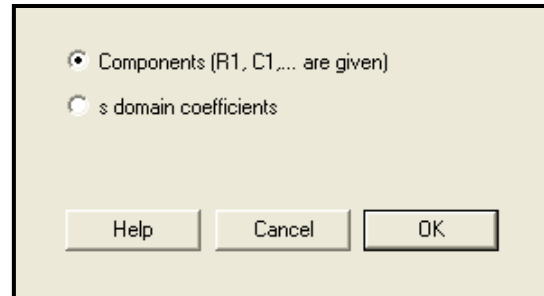 Components (R1, C1,... are given)
s domain coefficients
Help Cancel OK